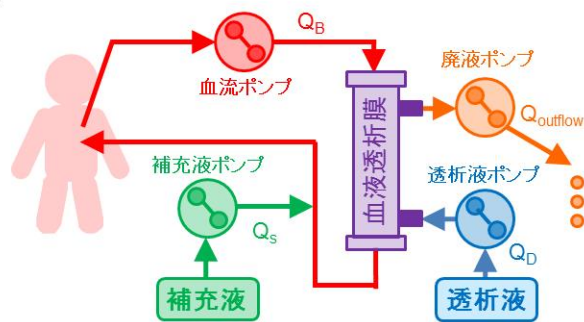 Q_B
血流ポンプ
廃液ポンプ
Q_outflow
血液透析膜
補充液ポンプ
透析液ポンプ
Q_s
Q_D
補充液
透析液